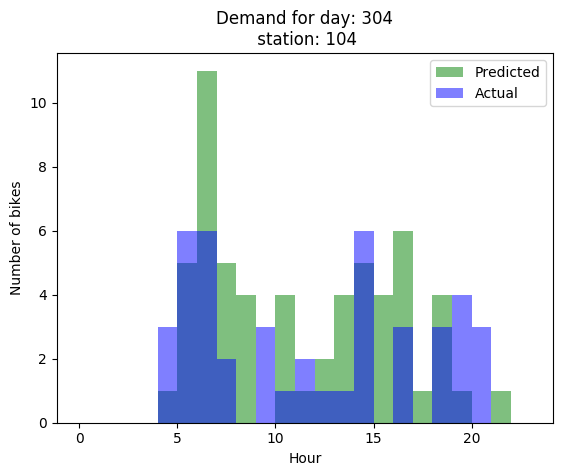 Demand for day: 304
station: 104
Predicted
Actual
Number of bikes
10
8
6
4
2
0
0 5 10 15 20
Hour